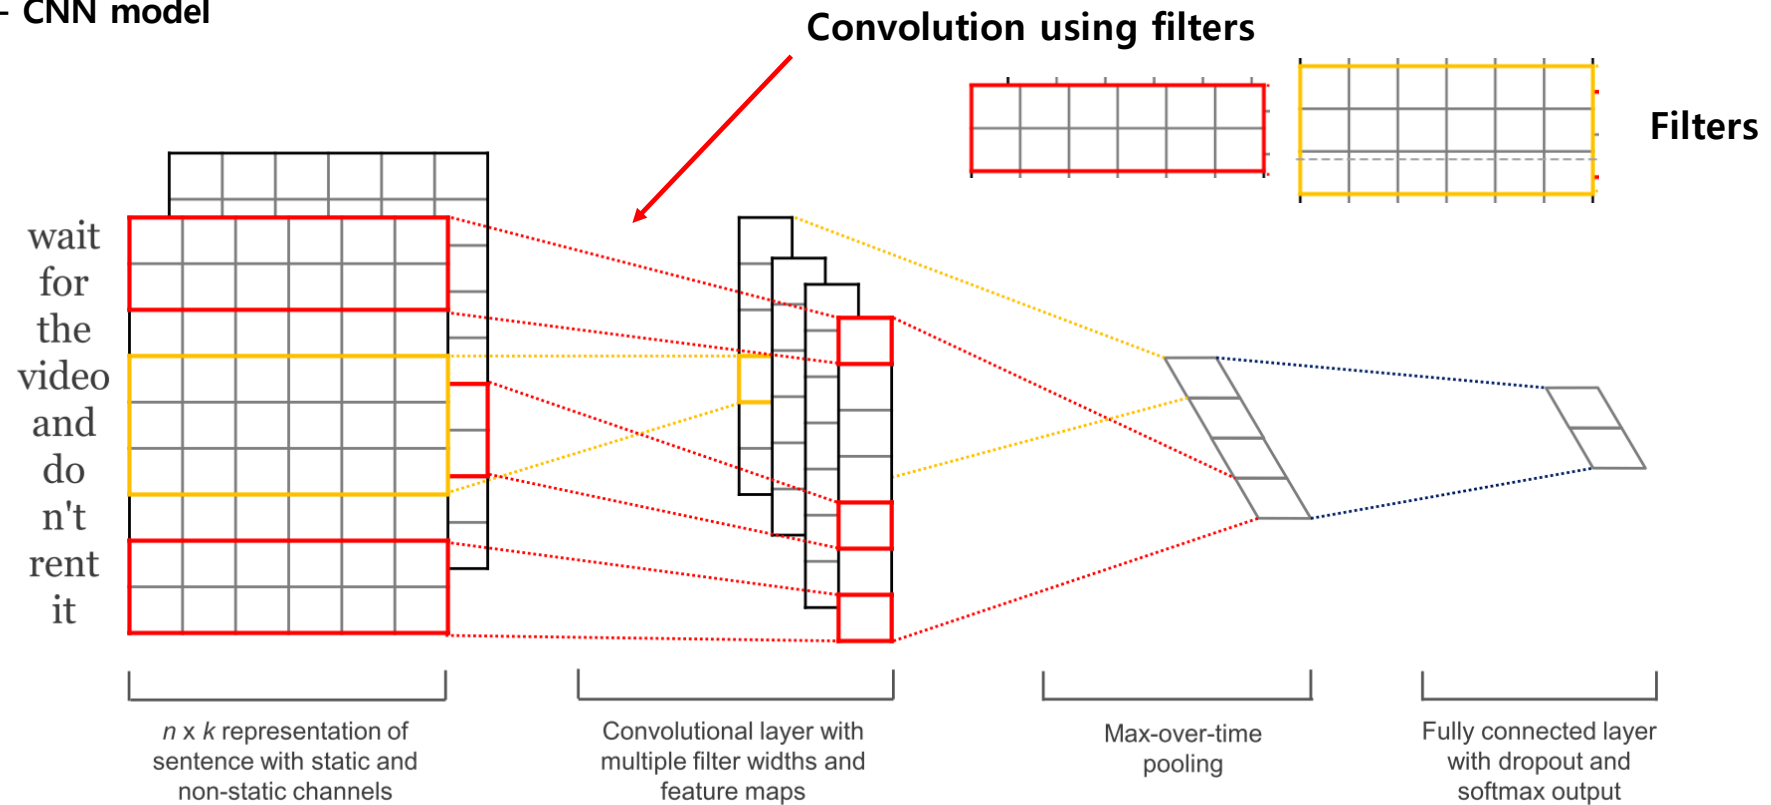 - CNN model
Convolution using filters
Filters
wait
for
the
video
and
do
n't
rent
it
n x k representation of
sentence with static and
non-static channels
Convolutional layer with
multiple filter widths and
feature maps
Max-over-time
pooling
Fully connected layer
with dropout and
softmax output